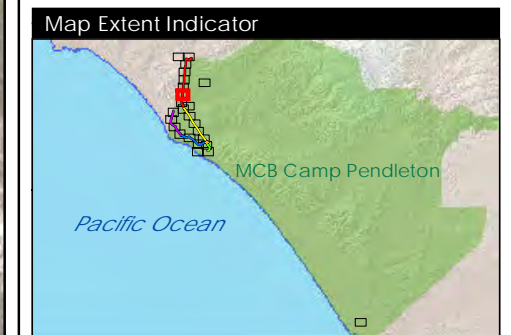 Map Extent Indicator
MCB Camp Pendleton
Pacific Ocean